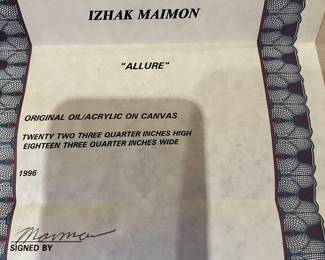 IZHAK MAIMON
"ALLURE"
ORIGINAL OIL/ACRYLIC ON CANVAS
TWENTY TWO THREE QUARTER INCHES HIGH
EIGHTEEN THREE QUARTER INCHES WIDE
1996
Maimon
SIGNED BY